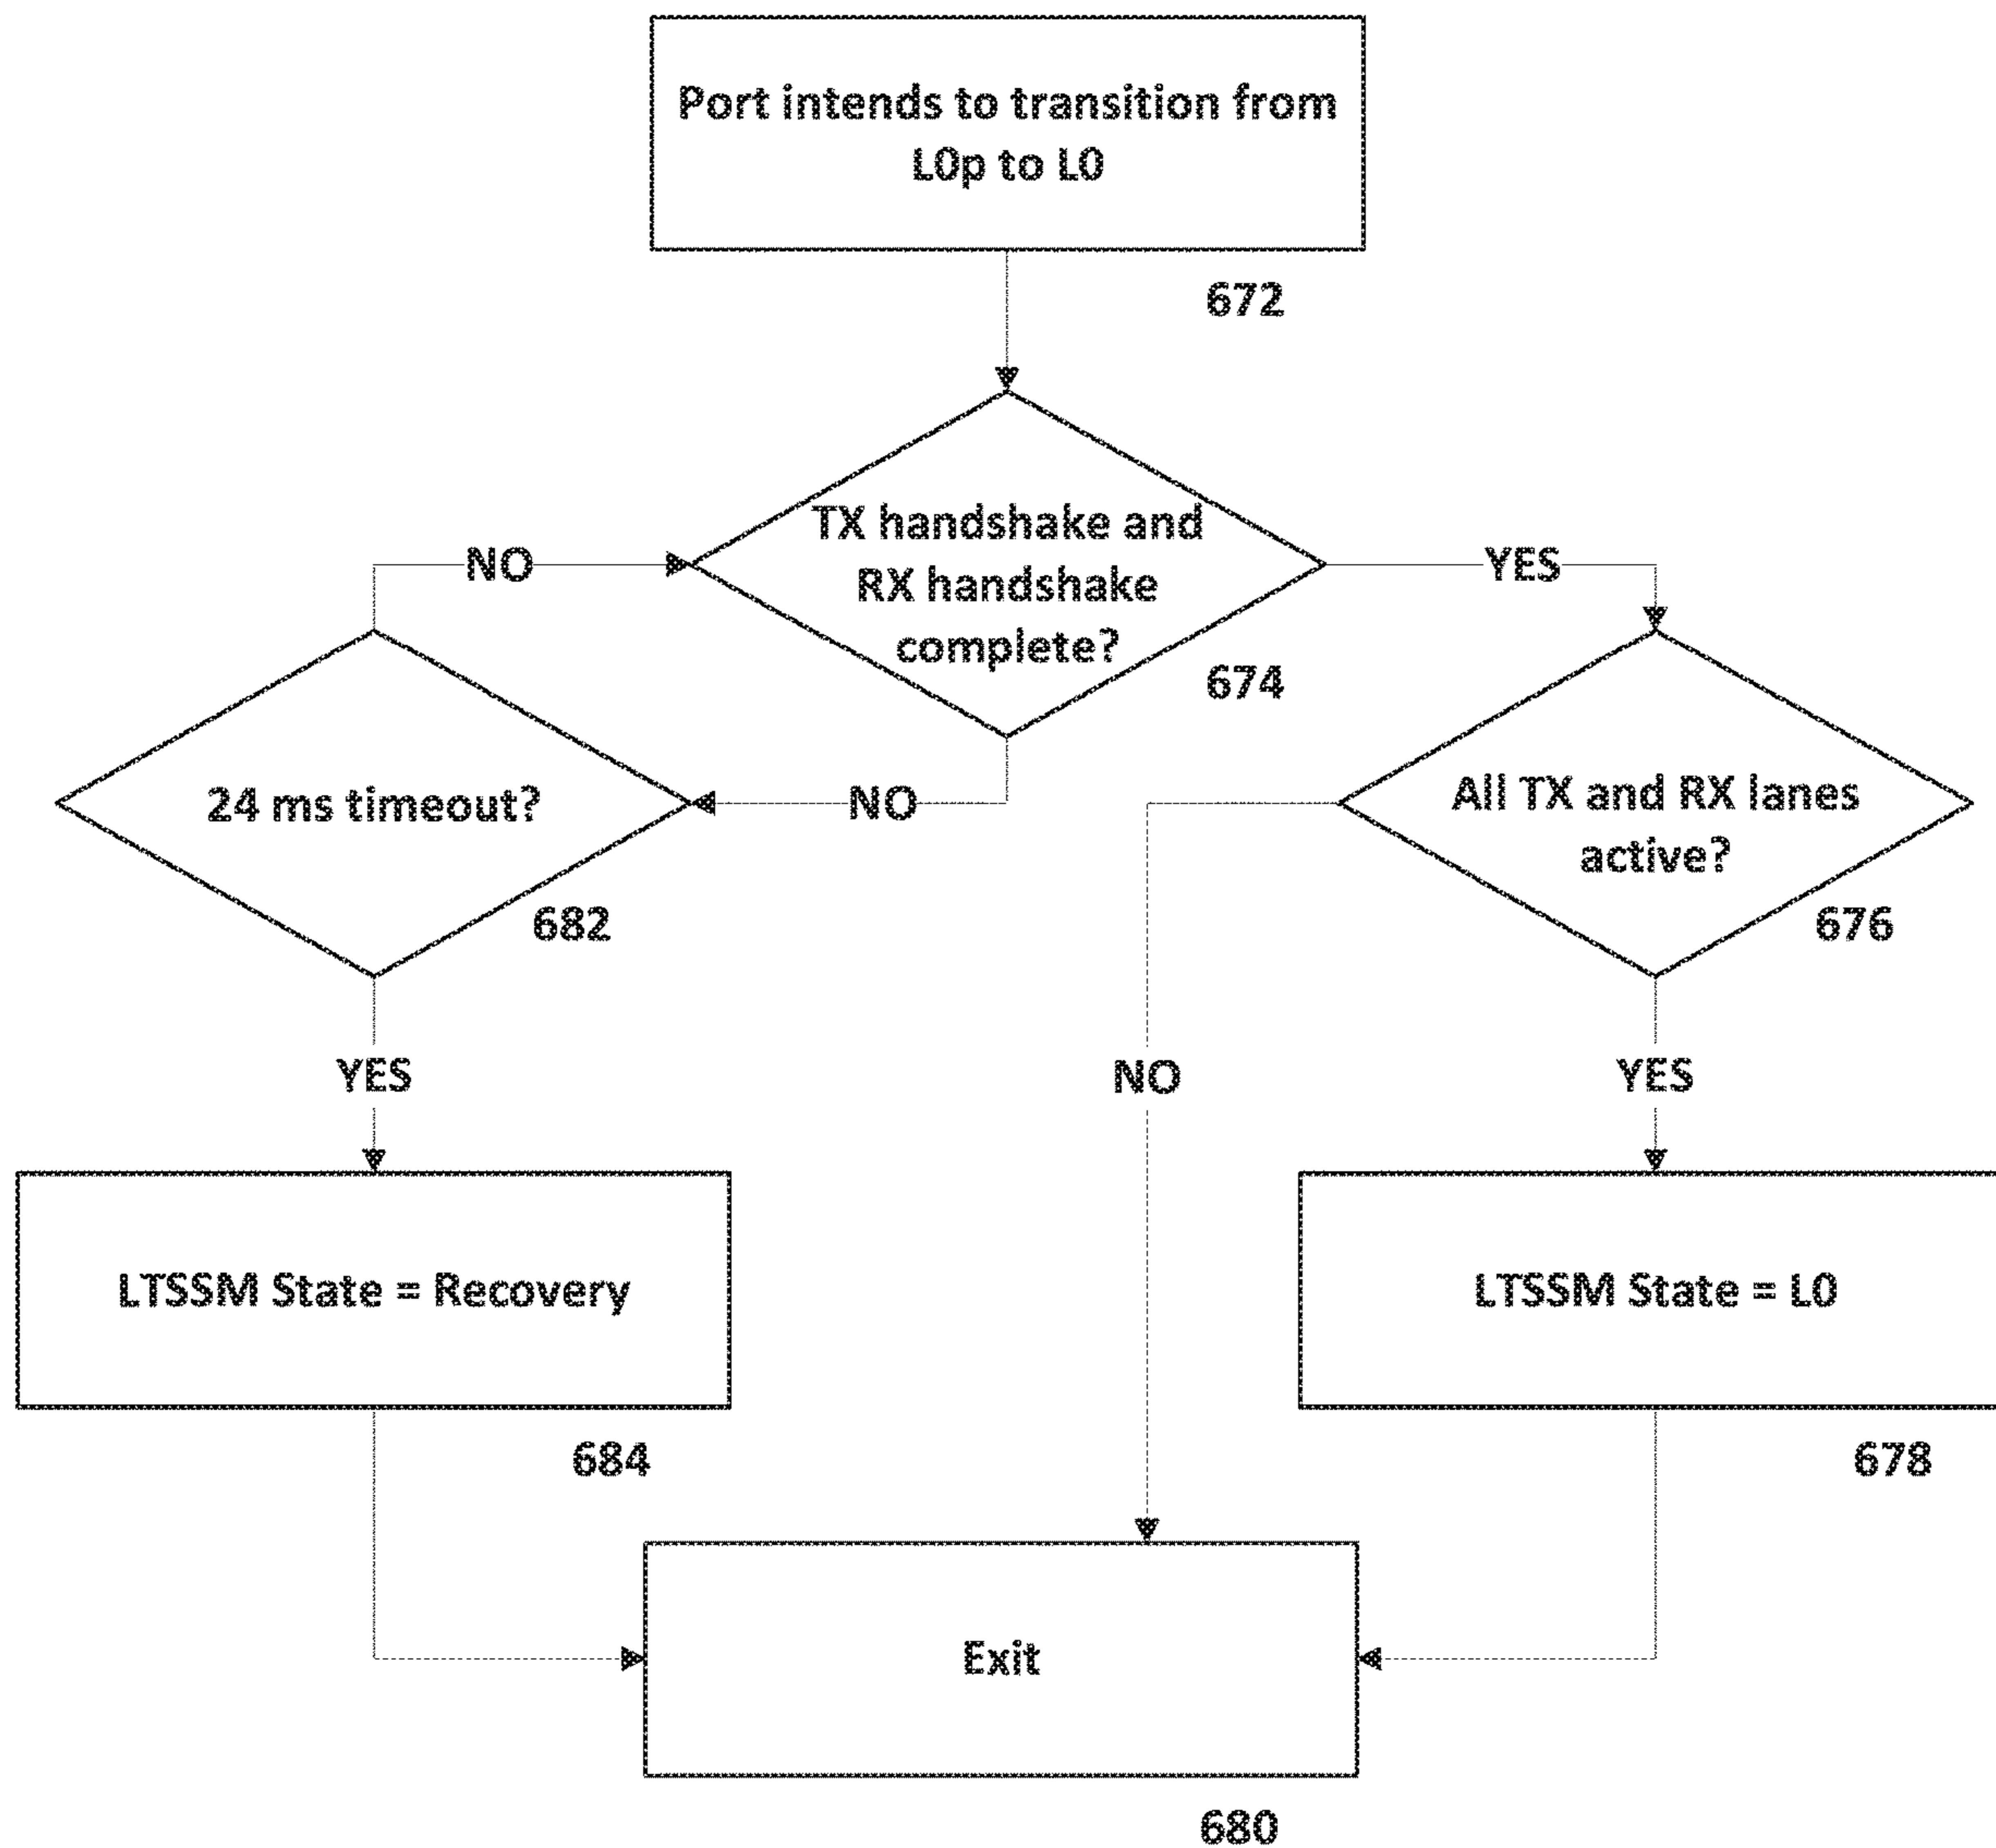 Port intends to transition from
L0p to L0
672
TX handshake and
RX handshake
complete?
674
NO
YES
24 ms timeout?
682
NO
All TX and RX lanes
active?
676
YES
NO
YES
LTSSM State = Recovery
684
LTSSM State = L0
678
Exit
680